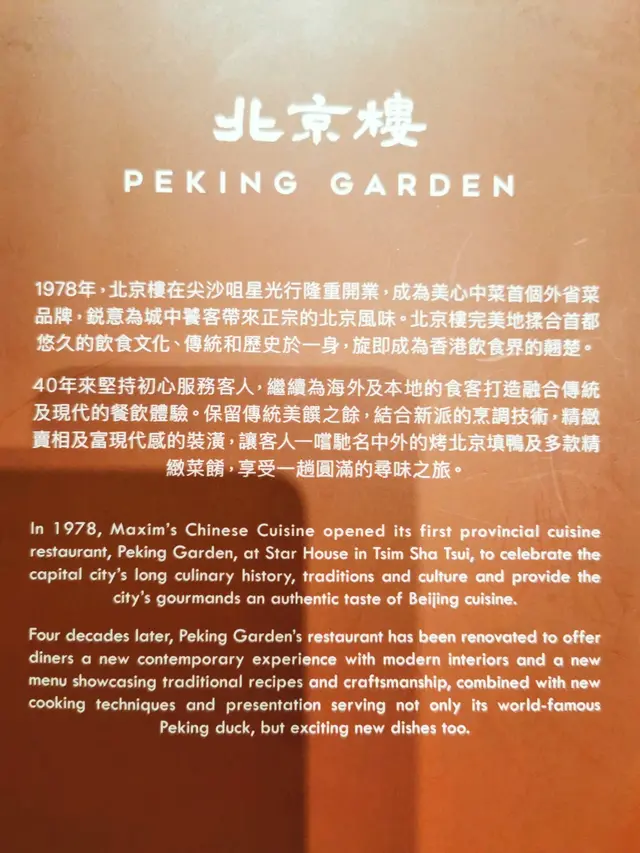 北京樓
PEKING GARDEN
1978年，北京樓在尖沙咀星光行隆重開業，成為美心中菜首個外省菜
品牌，鋭意為城中饕客帶來正宗的北京風味。北京樓完美地揉合首都
悠久的飲食文化、傳統和歷史於一身，旋即成為香港飲食界的翹楚。
40年來堅持初心服務客人，繼續為海外及本地的食客打造融合傳統
及現代的餐飲體驗。保留傳統美饌之餘，結合新派的烹調技術，精緻
賣相及富現代感的裝潢，讓客人一嚐馳名中外的烤北京填鴨及多款精
緻菜餚，享受一趟圓滿的尋味之旅。
In 1978, Maxim's Chinese Cuisine opened its first provincial cuisine
restaurant, Peking Garden, at Star House in Tsim Sha Tsui, to celebrate the
capital city's long culinary history, traditions and culture and provide the
city's gourmands an authentic taste of Beijing cuisine.
Four decades later, Peking Garden's restaurant has been renovated to offer
diners a new contemporary experience with modern interiors and a new
menu showcasing traditional recipes and craftsmanship, combined with new
cooking techniques and presentation serving not only its world-famous
Peking duck, but exciting new dishes too.